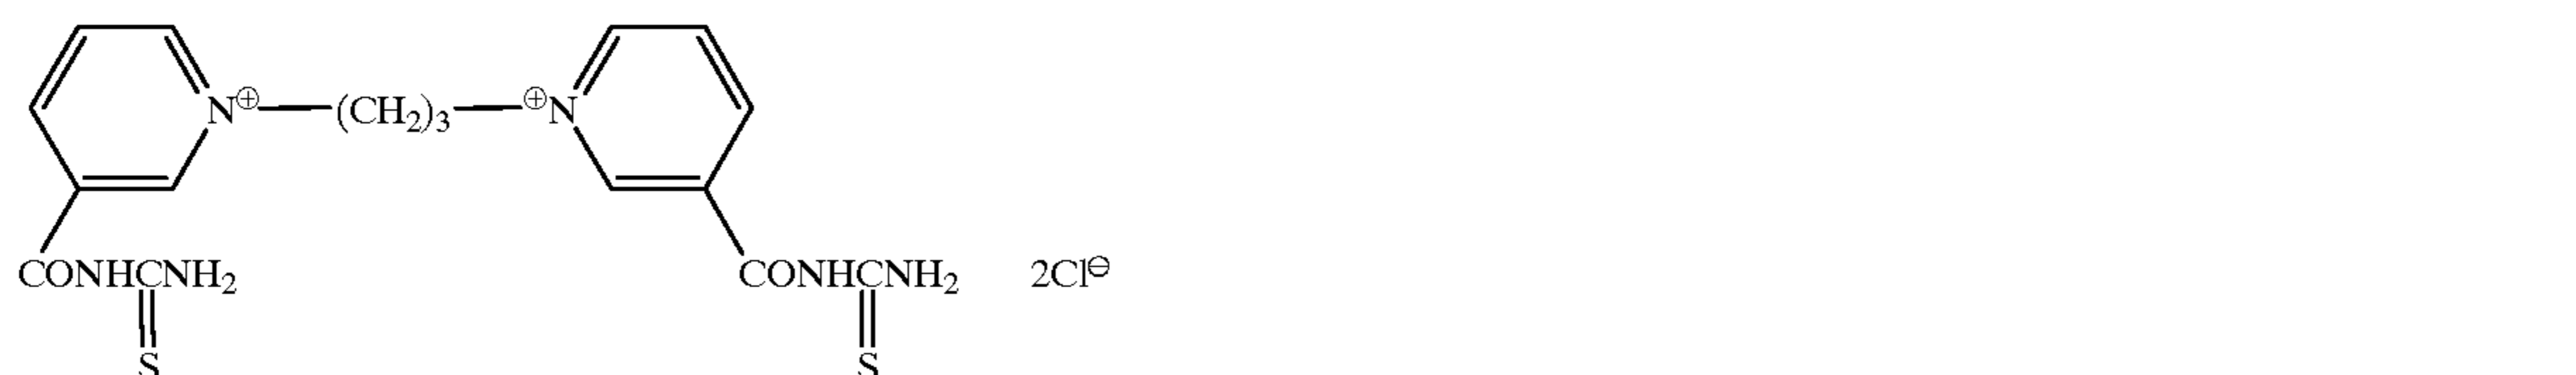 N⊕—(CH₂)₃—⊕N
CONHCNH₂ CONHCNH₂ 2Cl⊖
S S